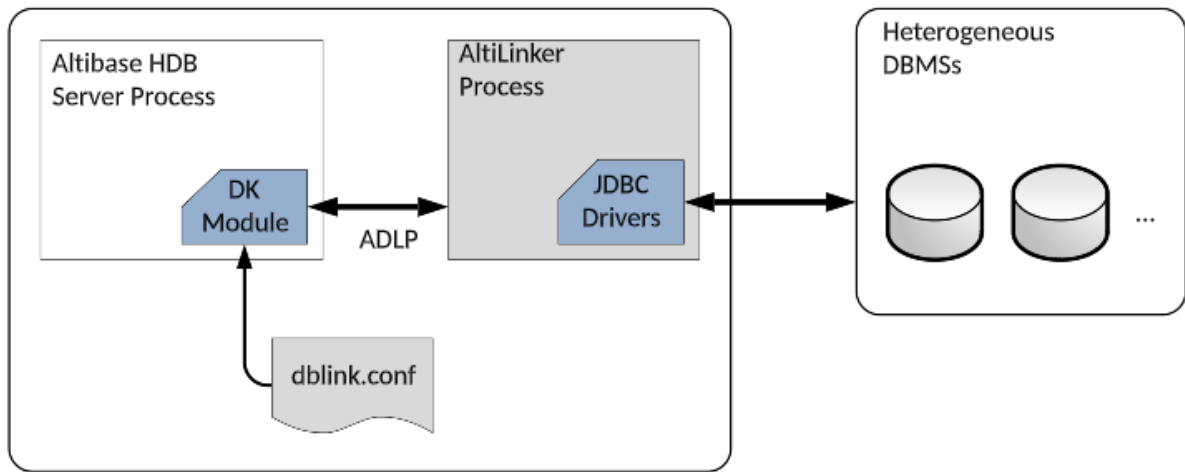 Altibase HDB
Server Process
DK
Module
ADLP
AltiLinker
Process
JDBC
Drivers
dblink.conf
Heterogeneous
DBMSs
...